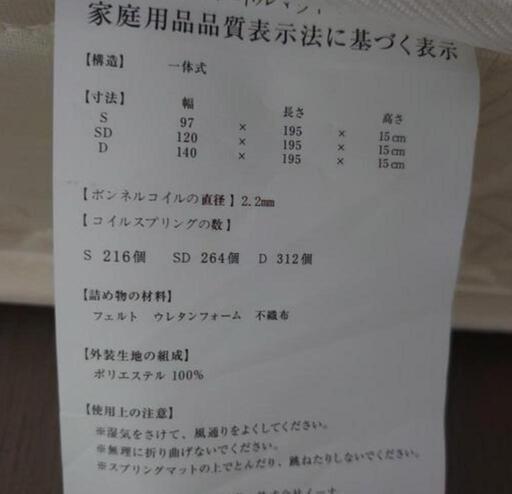 家庭用品品質表示法に基づく表示
【構造】 一体式
【寸法】 幅 長さ 高さ
S 97 × 195 × 15cm
SD 120 × 195 × 15cm
D 140 × 195 × 15cm
【ボンネルコイルの直径】2.2mm
【コイルスプリングの数】
S 216個 SD 264個 D 312個
【詰め物の材料】
フェルト ウレタンフォーム 不織布
【外装生地の組成】
ポリエステル 100%
【使用上の注意】
※湿気をさけて、風通りをよくしてください。
※無理に折り曲げないでください。
※スプリングマットの上でとんだり、跳ねたりしないでください。